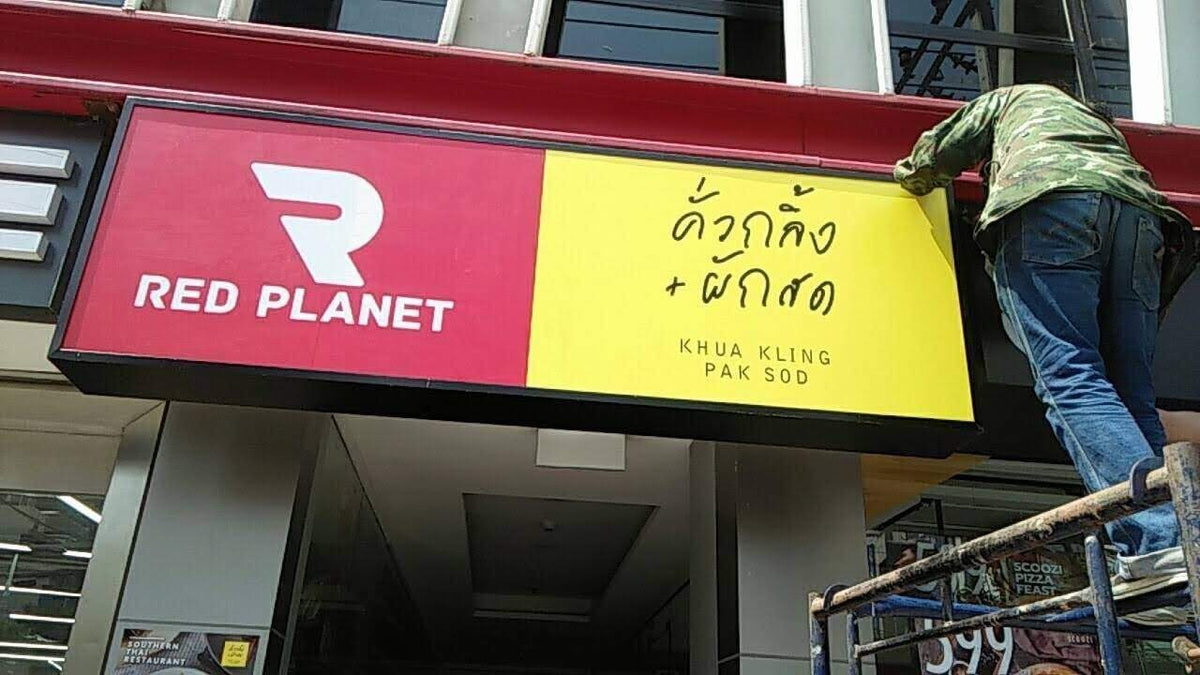 RED PLANET
คั่วกลิ้ง
+ ผักสด
KHUA KLING
PAK SOD
SOUTHERN
THAI
RESTAURANT
SCOOZI
PIZZA
FEAST
599